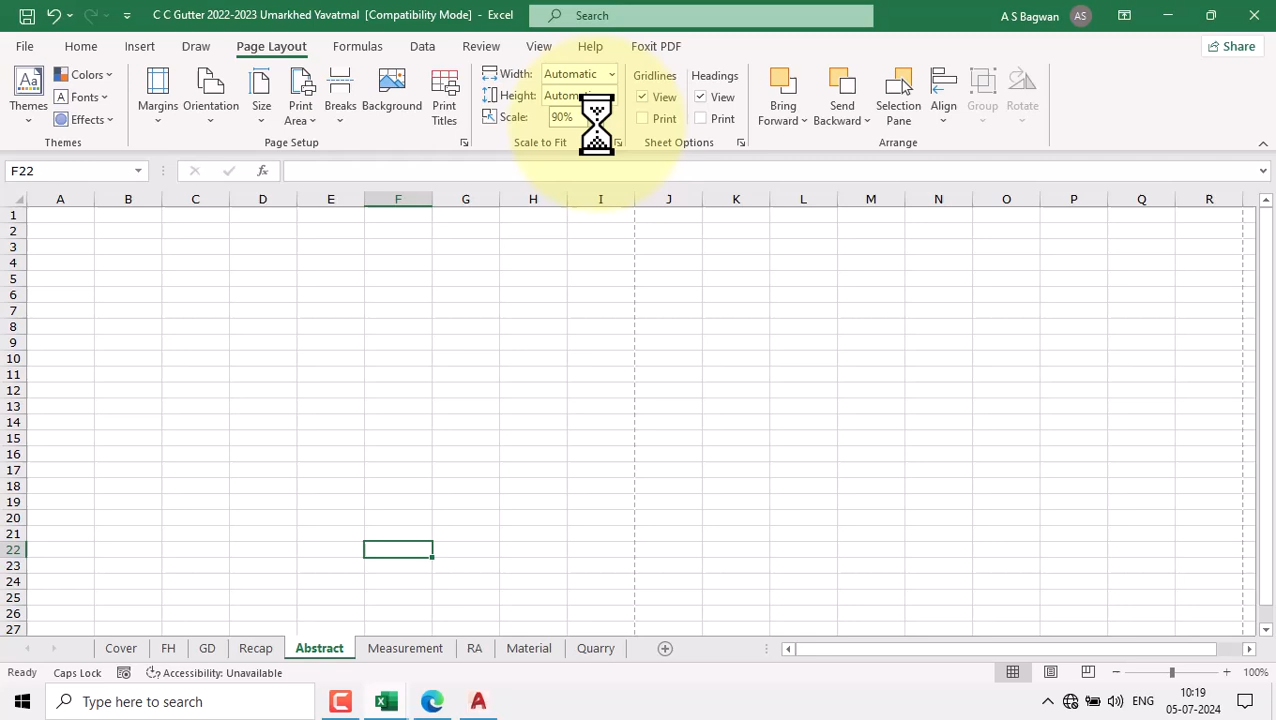 C C Gutter 2022-2023 Umarkhed Yavatmal [Compatibility Mode] - Excel
Search
A S Bagwan
AS
File Home Insert Draw Page Layout Formulas Data Review View Help Foxit PDF Share
Themes
Colors
Fonts
Effects
Themes
Margins
Orientation
Size
Print Area
Breaks
Background
Print Titles
Page Setup
Width: Automatic
Height:
Scale: 90%
Scale to Fit
Gridlines
View
Print
Headings
View
Print
Sheet Options
Bring Forward
Send Backward
Selection Pane
Align
Group
Rotate
Arrange
F22
fx
A B C D E F G H I J K L M N O P Q R
1
2
3
4
5
6
7
8
9
10
11
12
13
14
15
16
17
18
19
20
21
22
23
24
25
26
27
Cover FH GD Recap Abstract Measurement RA Material Quarry
Ready Caps Lock Accessibility: Unavailable 100%
Type here to search
ENG
10:19
05-07-2024